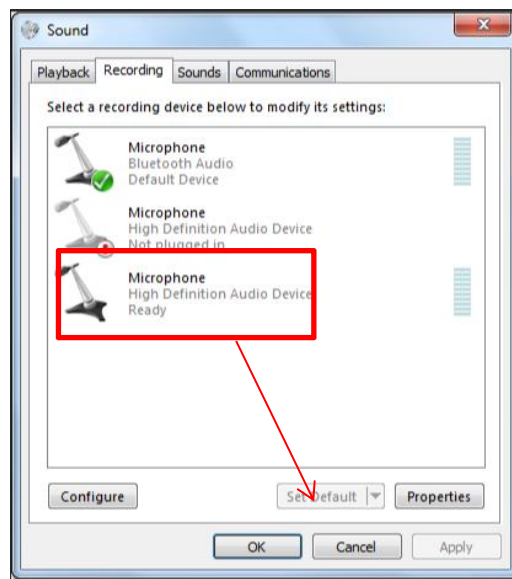 Sound
Playback Recording Sounds Communications
Select a recording device below to modify its settings:
Microphone
Bluetooth Audio
Default Device
Microphone
High Definition Audio Device
Not plugged in
Microphone
High Definition Audio Device
Ready
Configure Set Default Properties
OK Cancel Apply